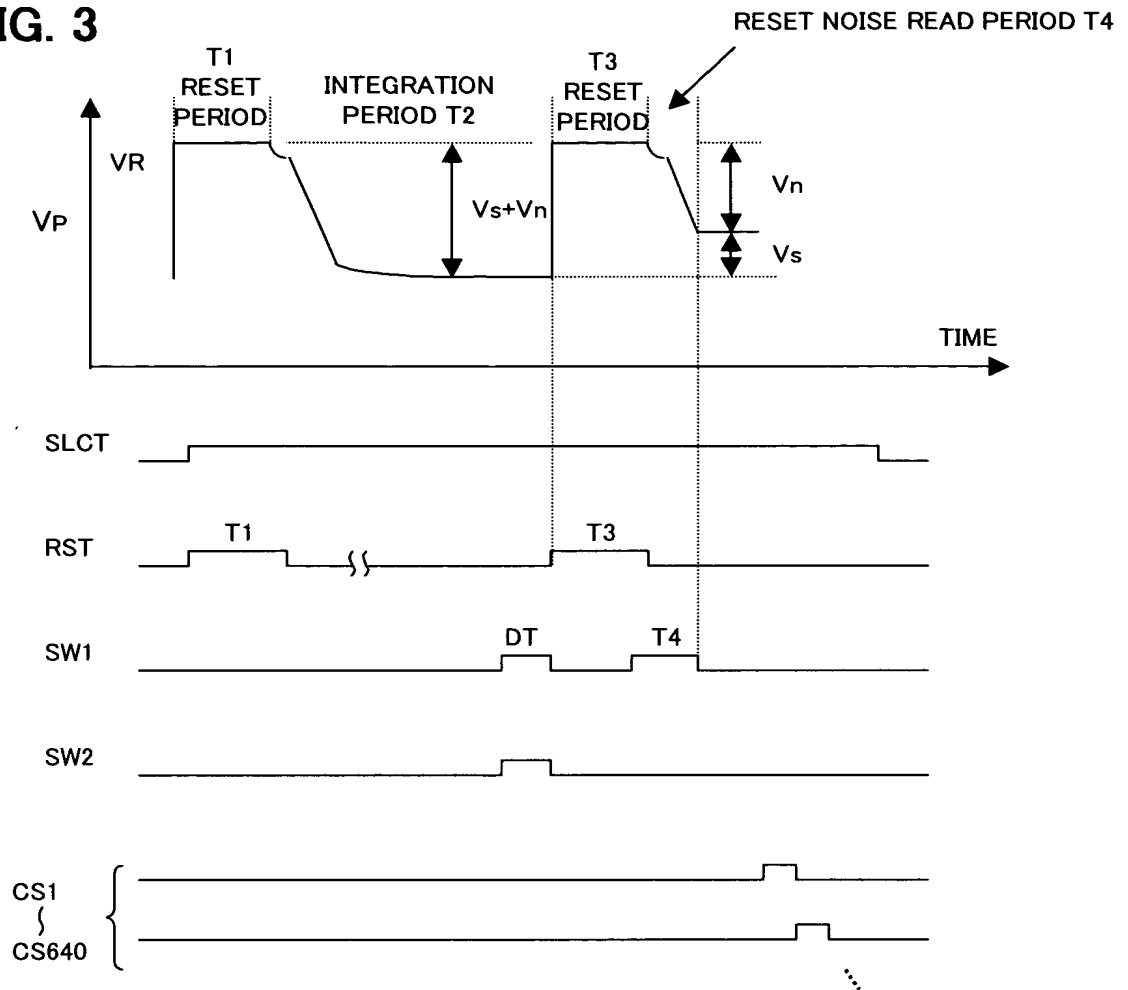 IG. 3
RESET NOISE READ PERIOD T4
T1
RESET
PERIOD
INTEGRATION
PERIOD T2
T3
RESET
PERIOD
VR
VP
Vs+Vn
Vn
Vs
TIME
SLCT
RST
T1
T3
SW1
DT
T4
SW2
CS1
CS640